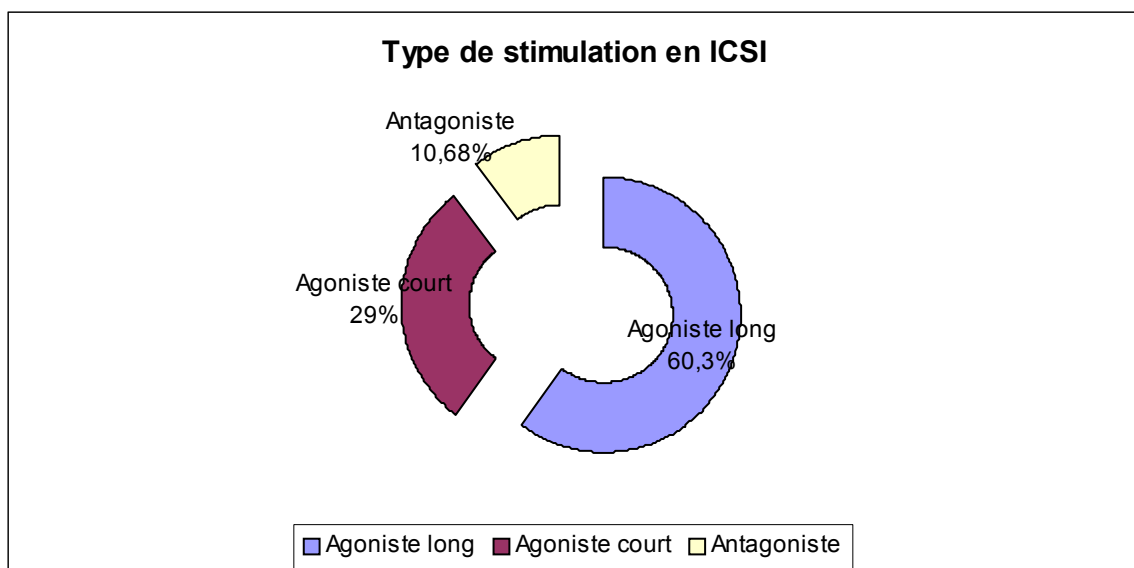 Type de stimulation en ICSI
Antagoniste
10,68%
Agoniste court
29%
Agoniste long
60,3%
Agoniste long Agoniste court Antagoniste